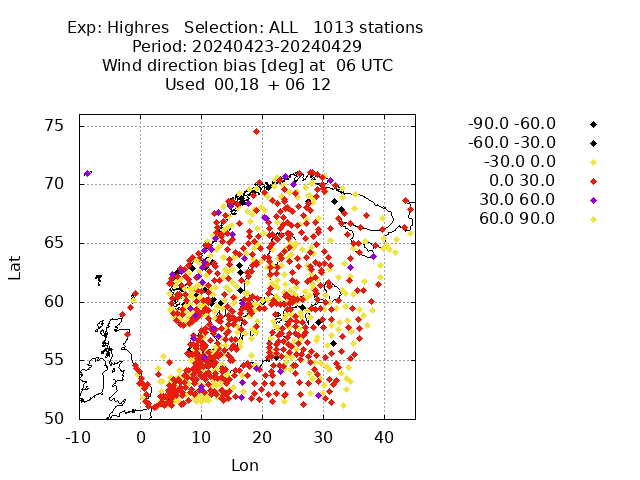 Exp: Highres   Selection: ALL   1013 stations
Period: 20240423-20240429
Wind direction bias [deg] at  06 UTC
Used  00,18  + 06 12
-90.0 -60.0
-60.0 -30.0
-30.0 0.0
0.0 30.0
30.0 60.0
60.0 90.0
75
70
65
60
55
50
Lat
-10 0 10 20 30 40
Lon